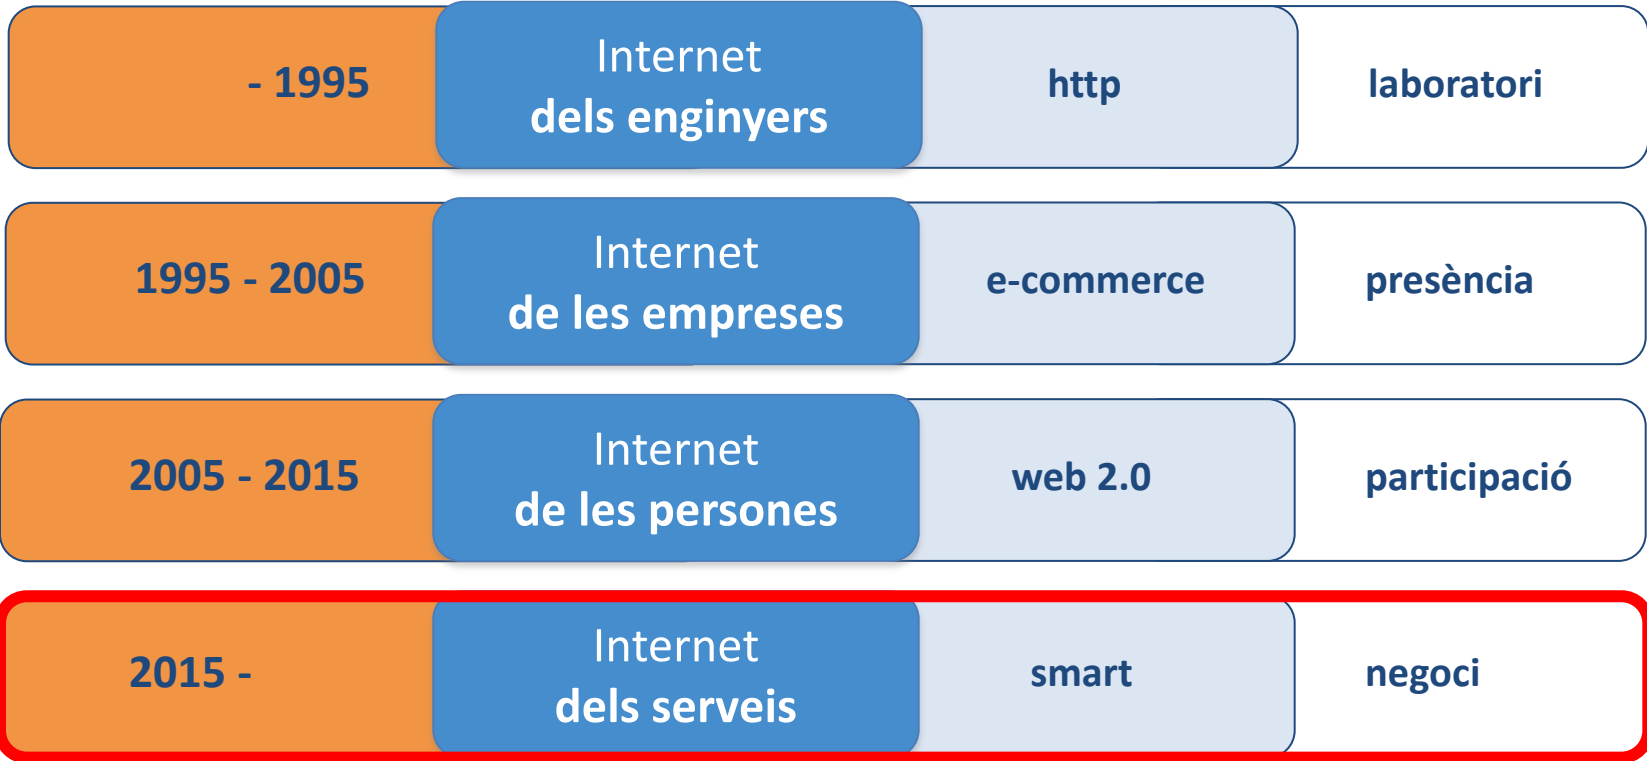 - 1995
Internet
dels enginyers
http
laboratori
1995 - 2005
Internet
de les empreses
e-commerce
presència
2005 - 2015
Internet
de les persones
web 2.0
participació
2015 -
Internet
dels serveis
smart
negoci